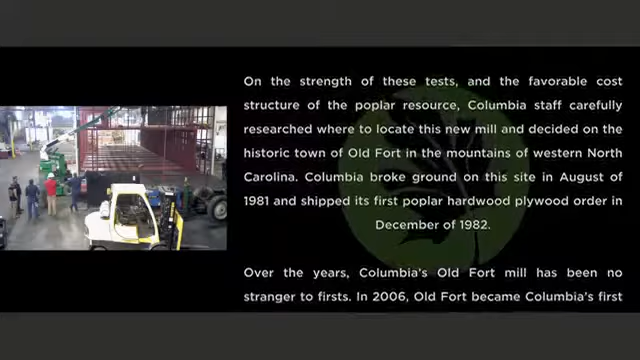 On the strength of these tests, and the favorable cost
structure of the poplar resource, Columbia staff carefully
researched where to locate this new mill and decided on the
historic town of Old Fort in the mountains of western North
Carolina. Columbia broke ground on this site in August of
1981 and shipped its first poplar hardwood plywood order in
December of 1982.
Over the years, Columbia's Old Fort mill has been no
stranger to firsts. In 2006, Old Fort became Columbia's first